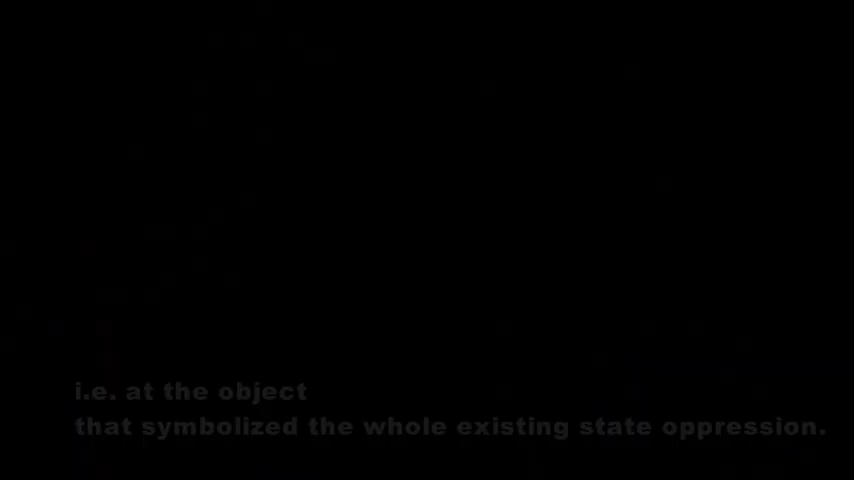 i.e. at the object
that symbolized the whole existing state oppression.